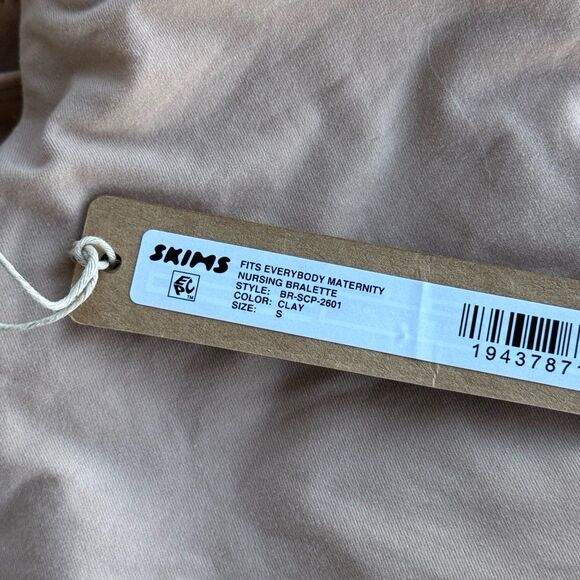 SKIMS
FITS EVERYBODY MATERNITY
NURSING BRALETTE
STYLE: BR-SCP-2601
COLOR: CLAY
SIZE: S
1943787